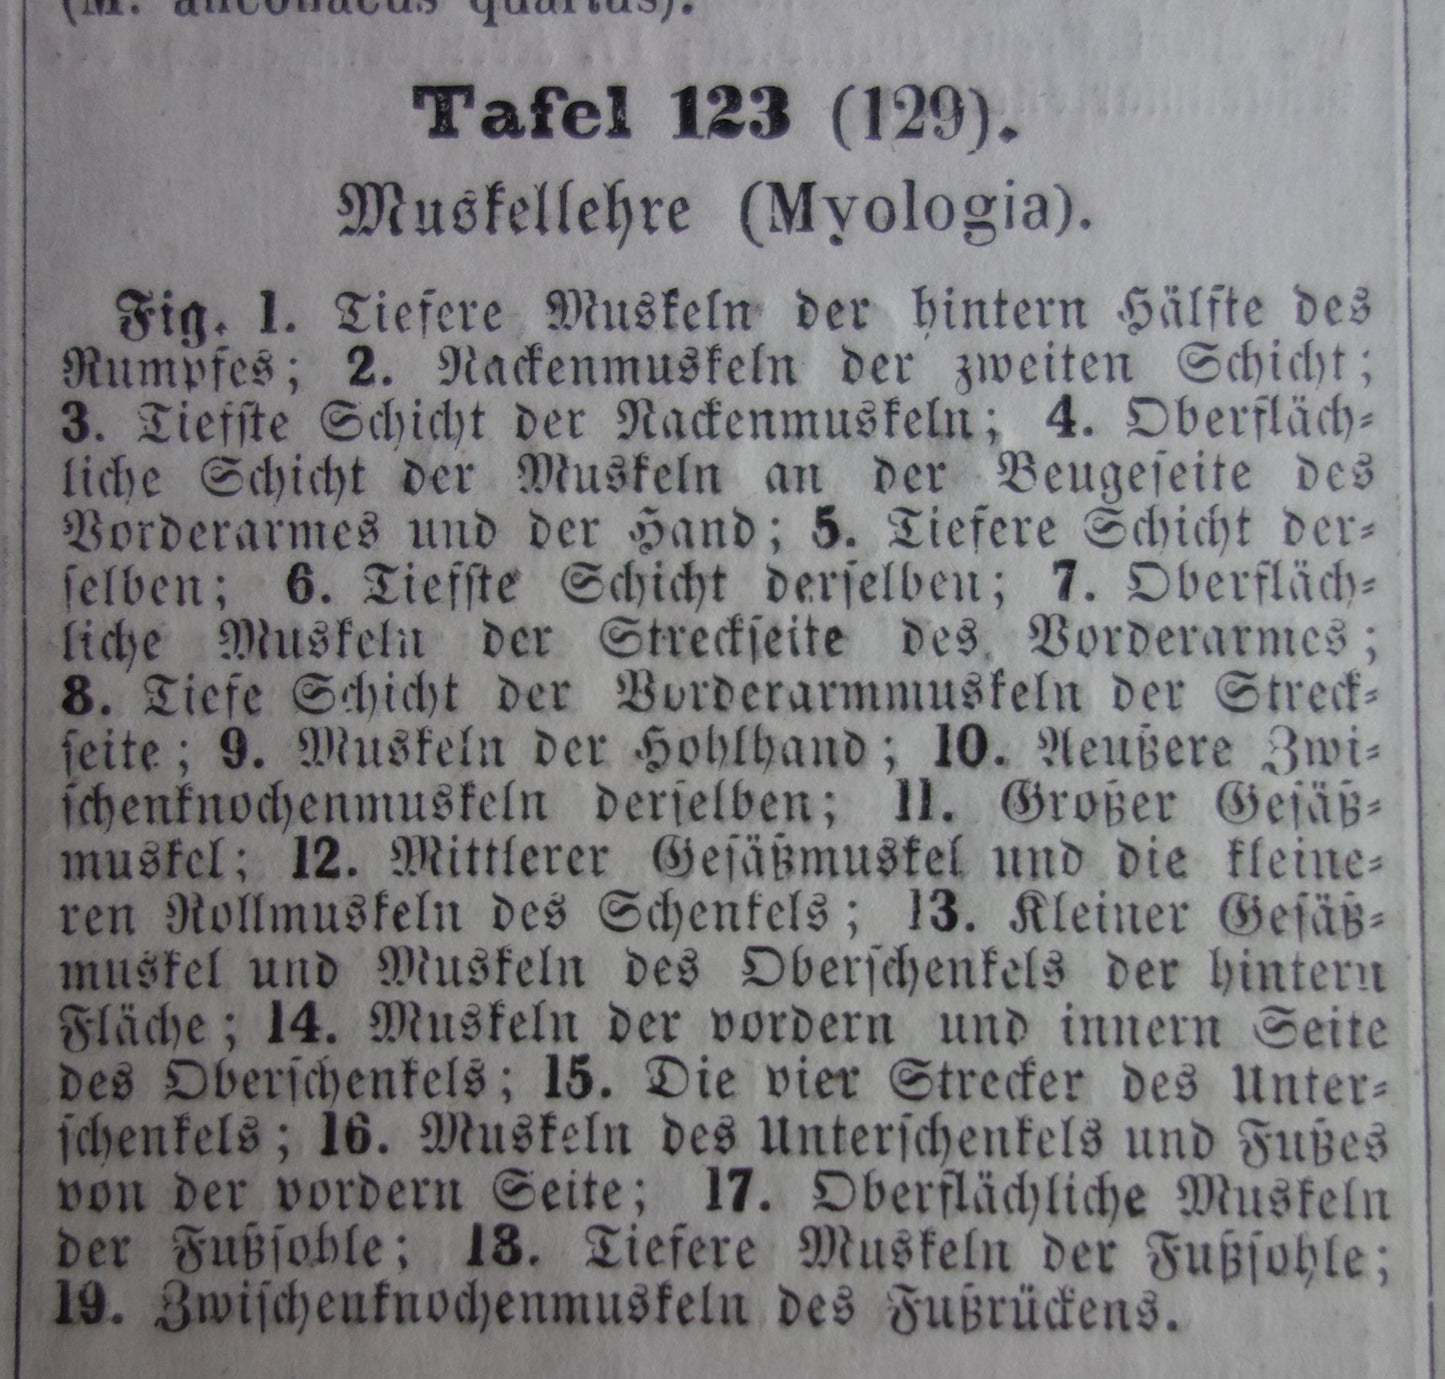 (M. anconaeus quartus).
Tafel 123 (129).
Muskellehre (Myologia).
Fig. 1. Tiefere Muskeln der hintern Hälfte des
Rumpfes; 2. Nackenmuskeln der zweiten Schicht;
3. Tiefste Schicht der Nackenmuskeln; 4. Oberfläch-
liche Schicht der Muskeln an der Beugeseite des
Vorderarmes und der Hand; 5. Tiefere Schicht der-
selben; 6. Tiefste Schicht derselben; 7. Oberfläch-
liche Muskeln der Streckseite des Vorderarmes;
8. Tiefe Schicht der Vorderarmmuskeln der Streck-
seite; 9. Muskeln der Hohlhand; 10. Aeußere Zwi-
schenknochenmuskeln derselben; 11. Großer Gesäß-
muskel; 12. Mittlerer Gesäßmuskel und die kleine-
ren Rollmuskeln des Schenkels; 13. Kleiner Gesäß-
muskel und Muskeln des Oberschenkels der hintern
Fläche; 14. Muskeln der vordern und innern Seite
des Oberschenkels; 15. Die vier Strecker des Unter-
schenkels; 16. Muskeln des Unterschenkels und Fußes
von der vordern Seite; 17. Oberflächliche Muskeln
der Fußsohle; 18. Tiefere Muskeln der Fußsohle;
19. Zwischenknochenmuskeln des Fußrückens.